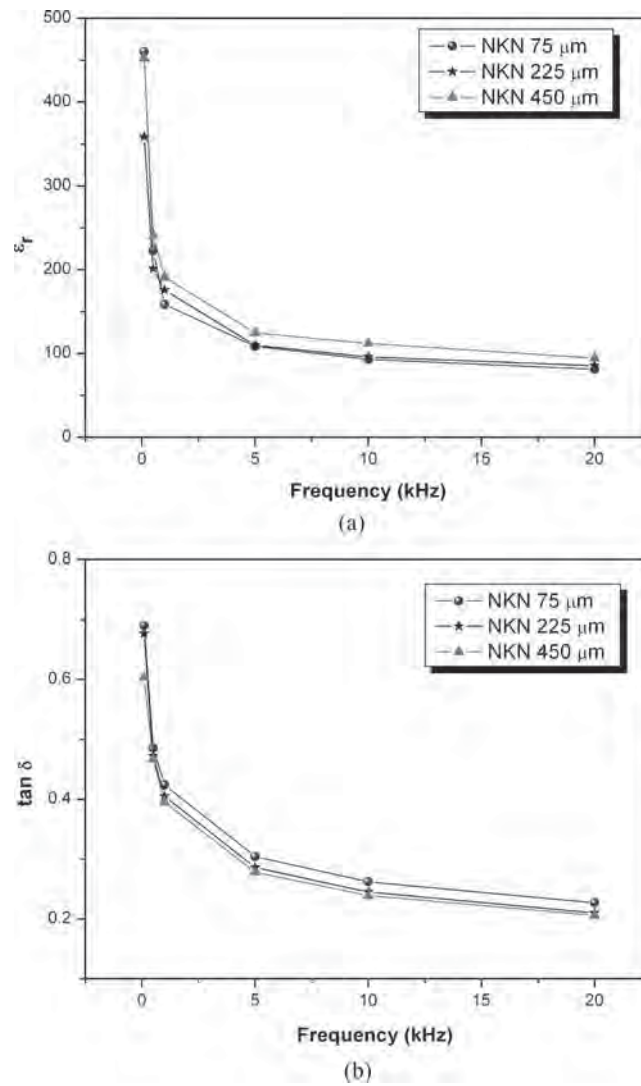 500
400
300
200
100
0
εr
NKN 75 μm
NKN 225 μm
NKN 450 μm
0 5 10 15 20
Frequency (kHz)
(a)
0.8
0.6
0.4
0.2
tan δ
NKN 75 μm
NKN 225 μm
NKN 450 μm
0 5 10 15 20
Frequency (kHz)
(b)